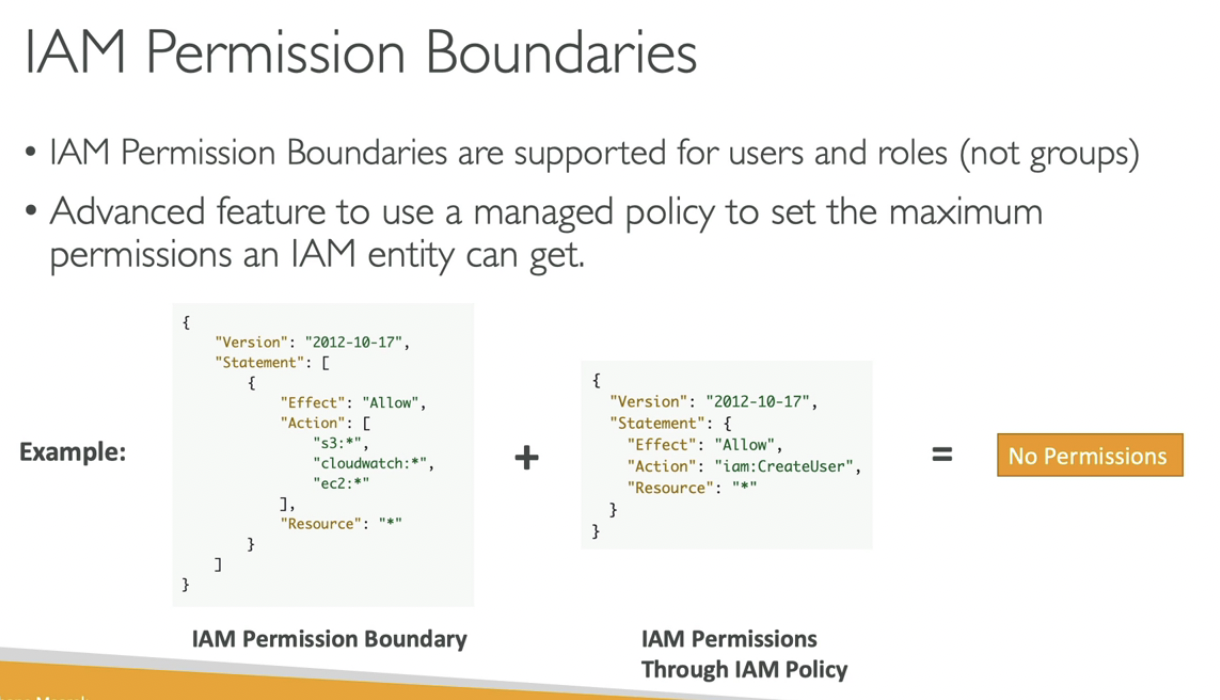 IAM Permission Boundaries
• IAM Permission Boundaries are supported for users and roles (not groups)
• Advanced feature to use a managed policy to set the maximum
permissions an IAM entity can get.
Example:
{
"Version": "2012-10-17",
"Statement": [
{
"Effect": "Allow",
"Action": [
"s3:*",
"cloudwatch:*",
"ec2:*"
],
"Resource": "*"
}
]
}
IAM Permission Boundary
+
{
"Version": "2012-10-17",
"Statement": {
"Effect": "Allow",
"Action": "iam:CreateUser",
"Resource": "*"
}
}
IAM Permissions
Through IAM Policy
=
No Permissions